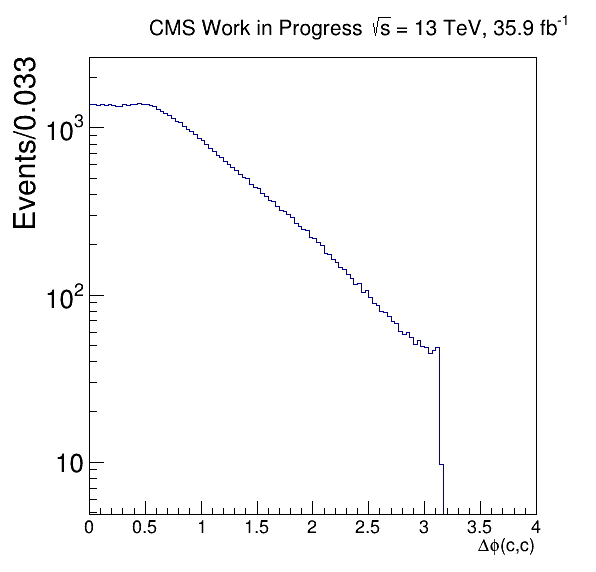 CMS Work in Progress √s = 13 TeV, 35.9 fb⁻¹
Events/0.033
10³
10²
10
0 0.5 1 1.5 2 2.5 3 3.5 4
Δϕ(c,c)